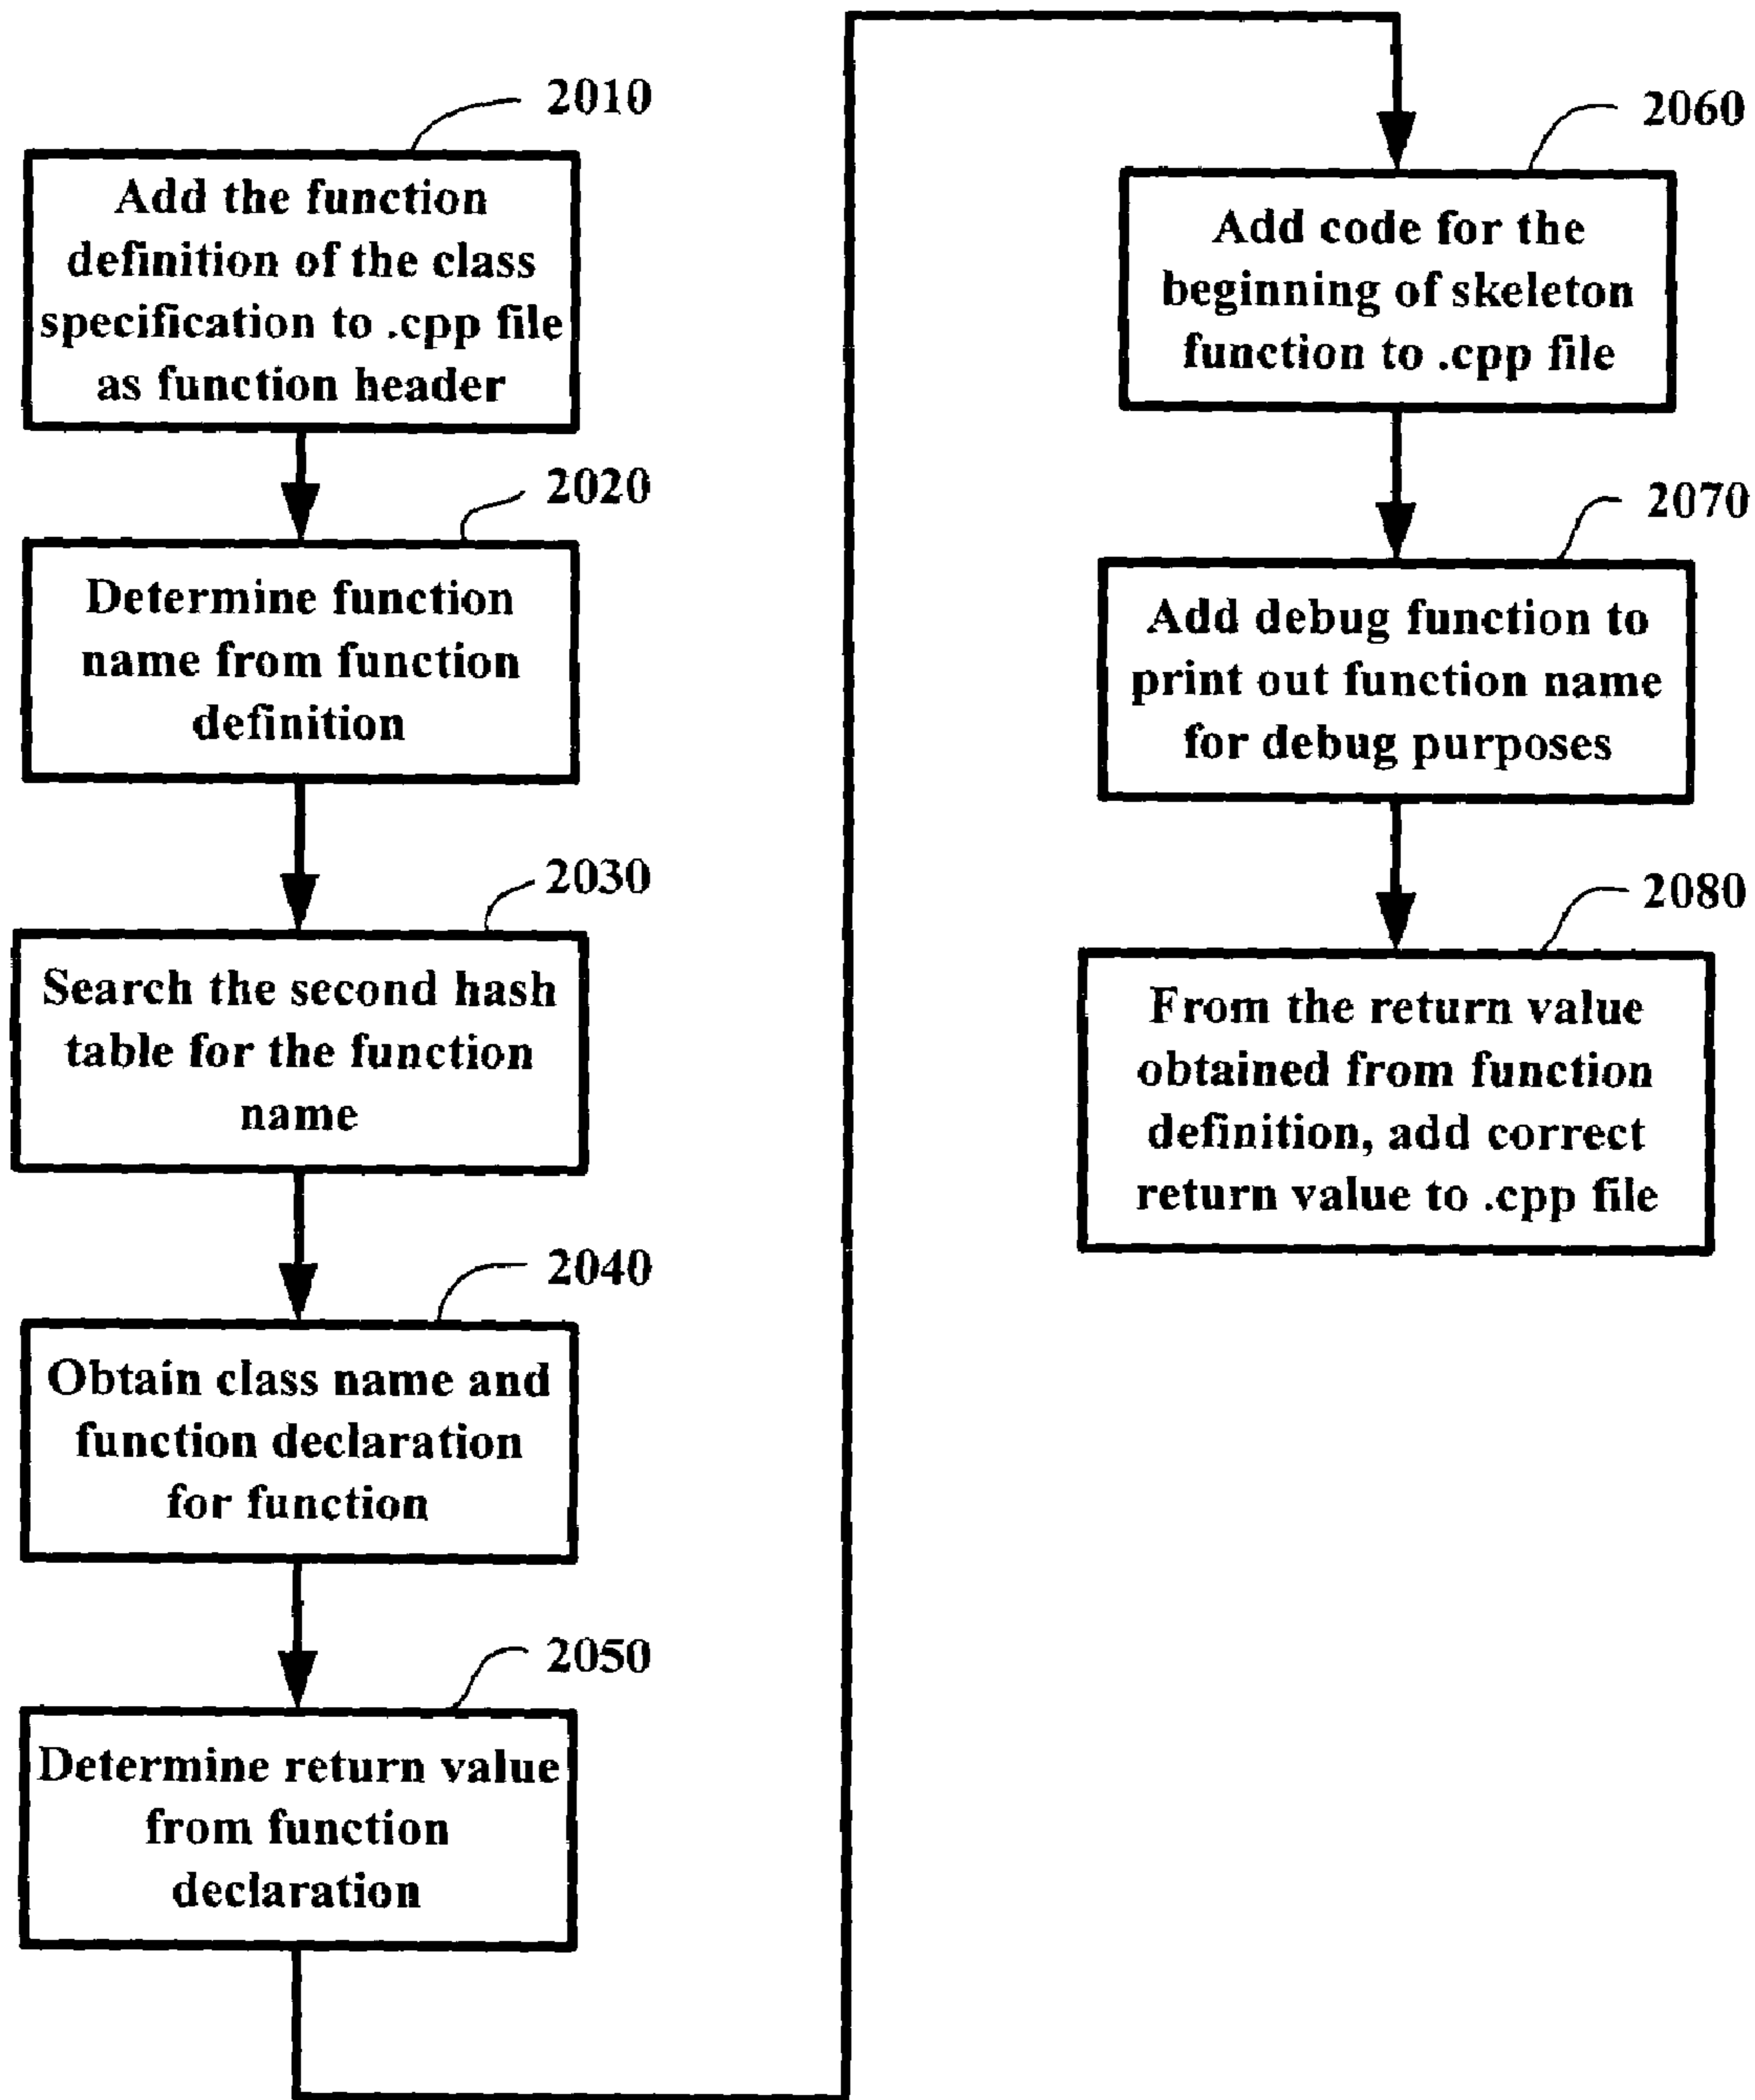 2010
Add the function
definition of the class
specification to .cpp file
as function header
2020
Determine function
name from function
definition
2030
Search the second hash
table for the function
name
2040
Obtain class name and
function declaration
for function
2050
Determine return value
from function
declaration
2060
Add code for the
beginning of skeleton
function to .cpp file
2070
Add debug function to
print out function name
for debug purposes
2080
From the return value
obtained from function
definition, add correct
return value to .cpp file